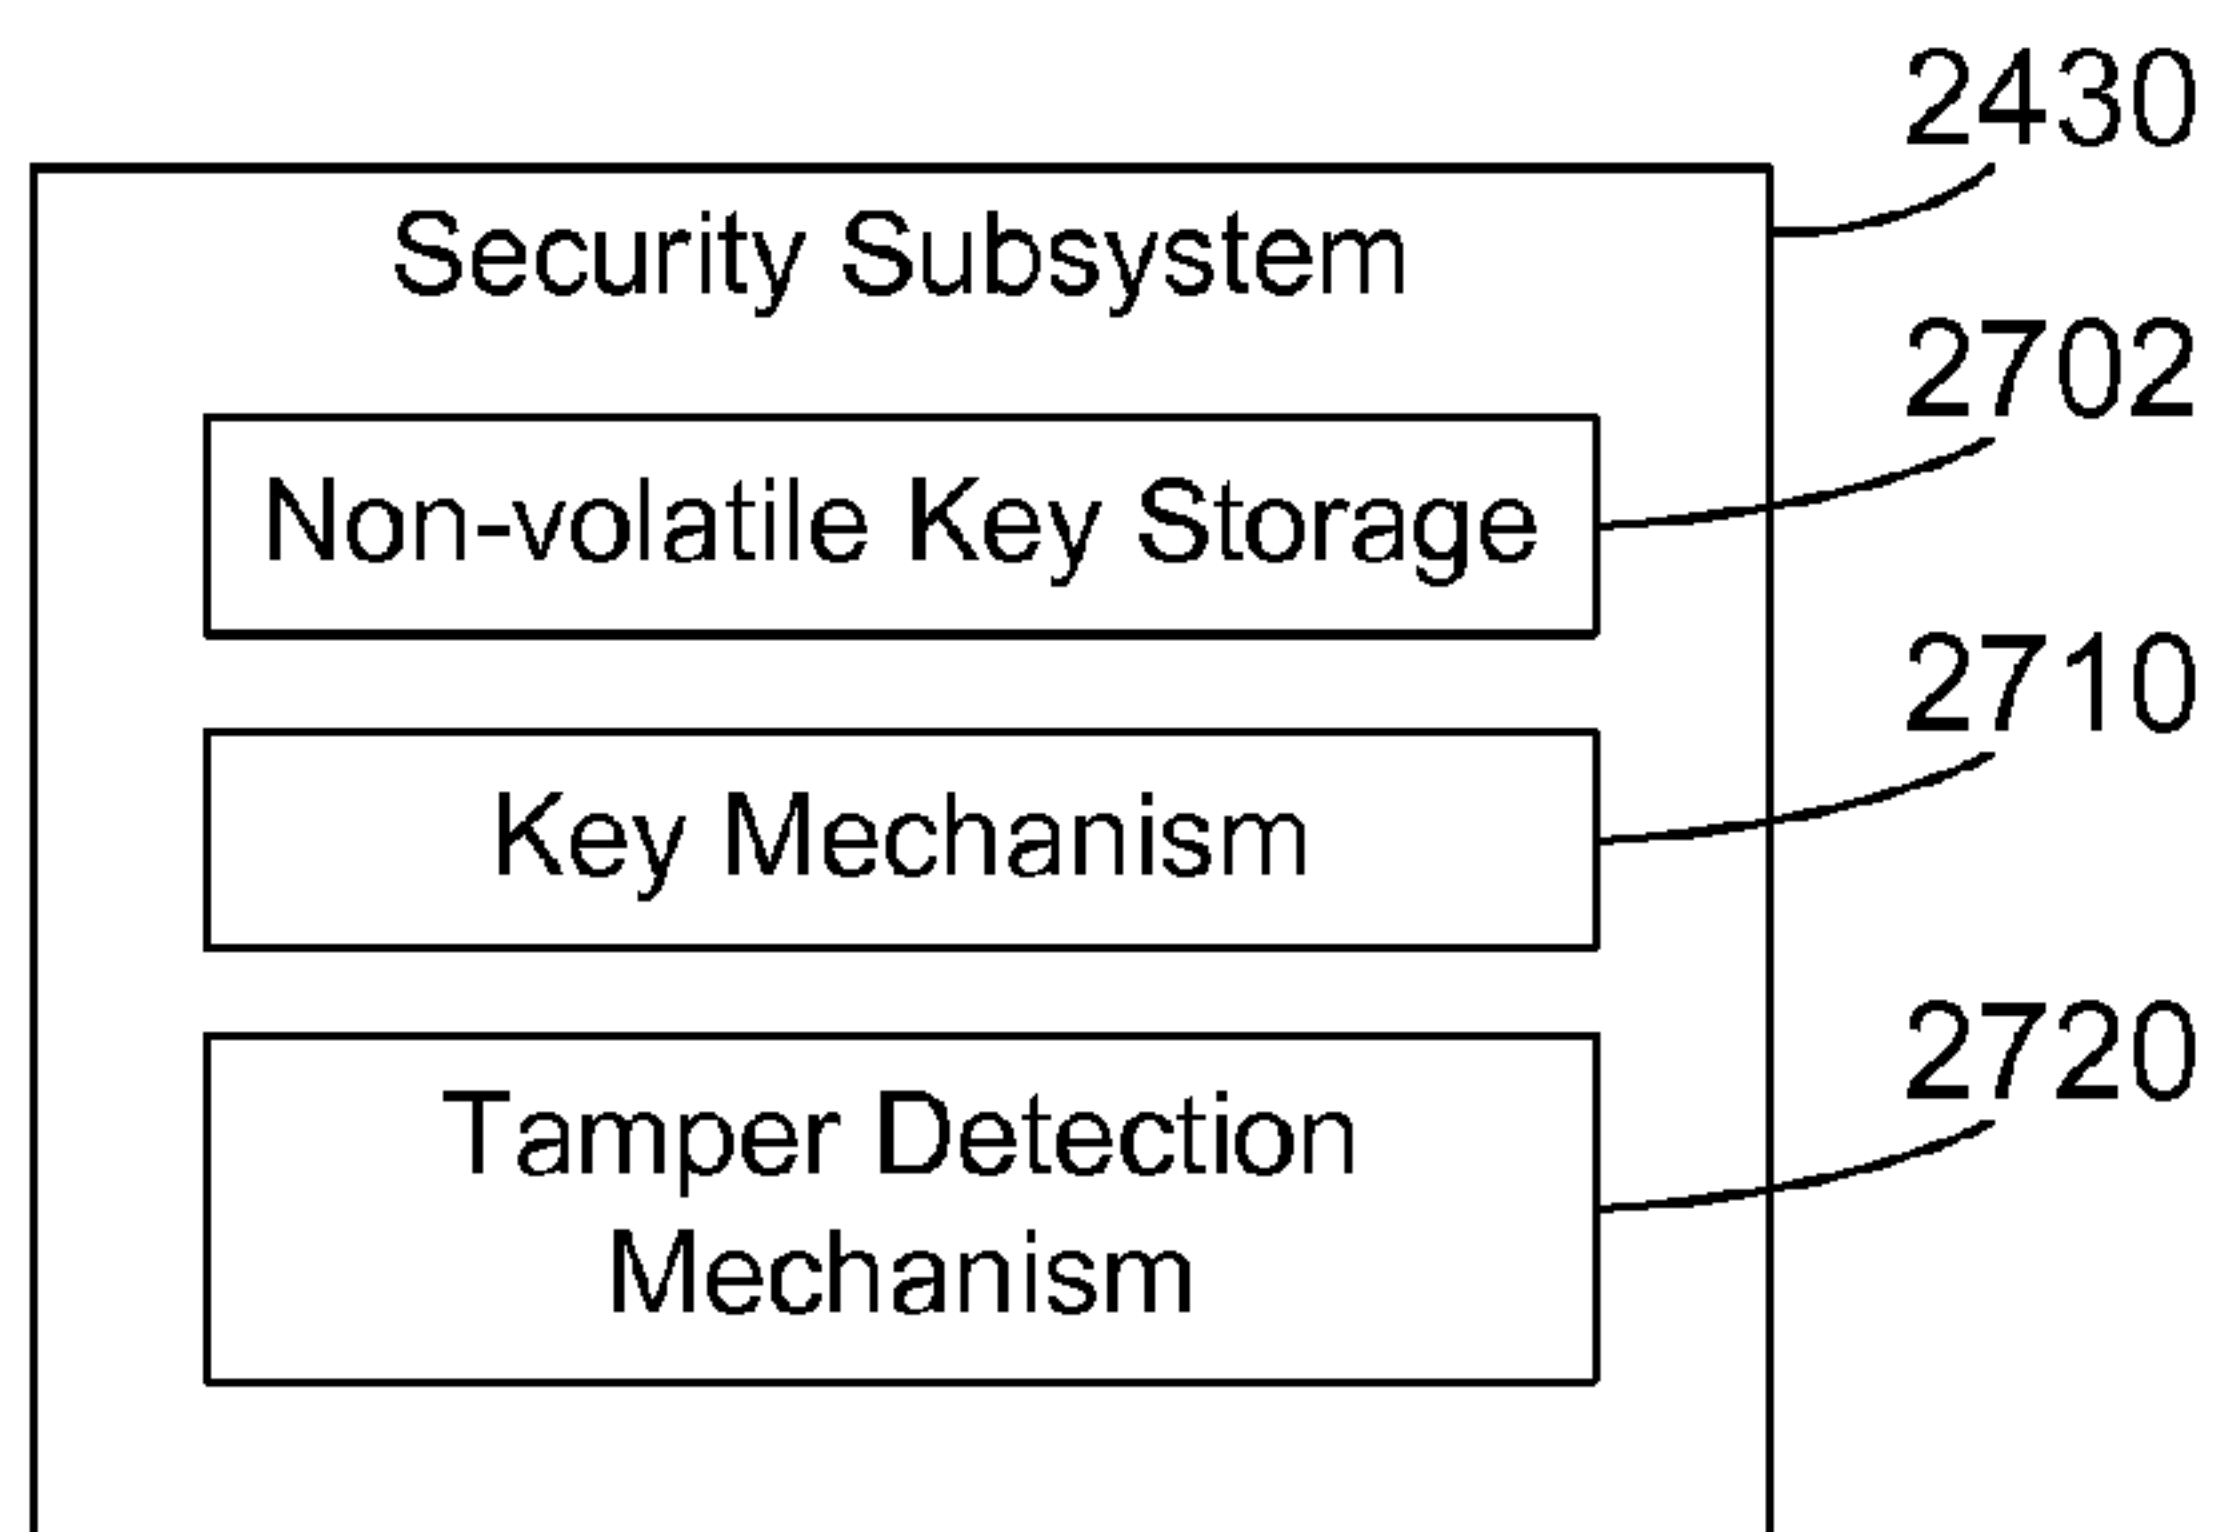 2430
Security Subsystem
2702
Non-volatile Key Storage
2710
Key Mechanism
2720
Tamper Detection
Mechanism